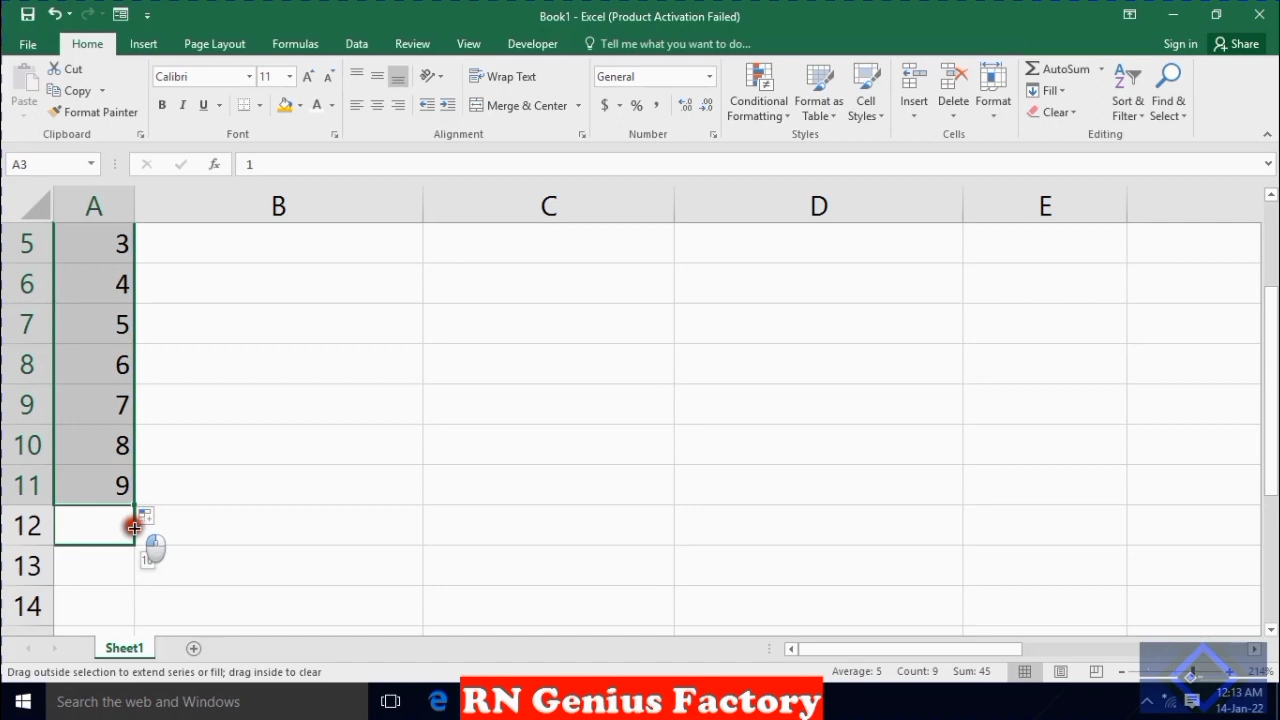 Book1 - Excel (Product Activation Failed)
File Home Insert Page Layout Formulas Data Review View Developer Tell me what you want to do... Sign in Share
Paste
Cut
Copy
Format Painter
Clipboard
Calibri 11
B I U A
Font
Wrap Text
Merge & Center
Alignment
General
$ % ,
Number
Conditional Formatting
Format as Table
Cell Styles
Styles
Insert Delete Format
Cells
AutoSum
Fill
Clear
Sort & Filter
Find & Select
Editing
A3 fx 1
A B C D E
5 3
6 4
7 5
8 6
9 7
10 8
11 9
12
10
13
14
Sheet1
Drag outside selection to extend series or fill; drag inside to clear Average: 5 Count: 9 Sum: 45 214%
Search the web and Windows
RN Genius Factory
12:13 AM
14-Jan-22